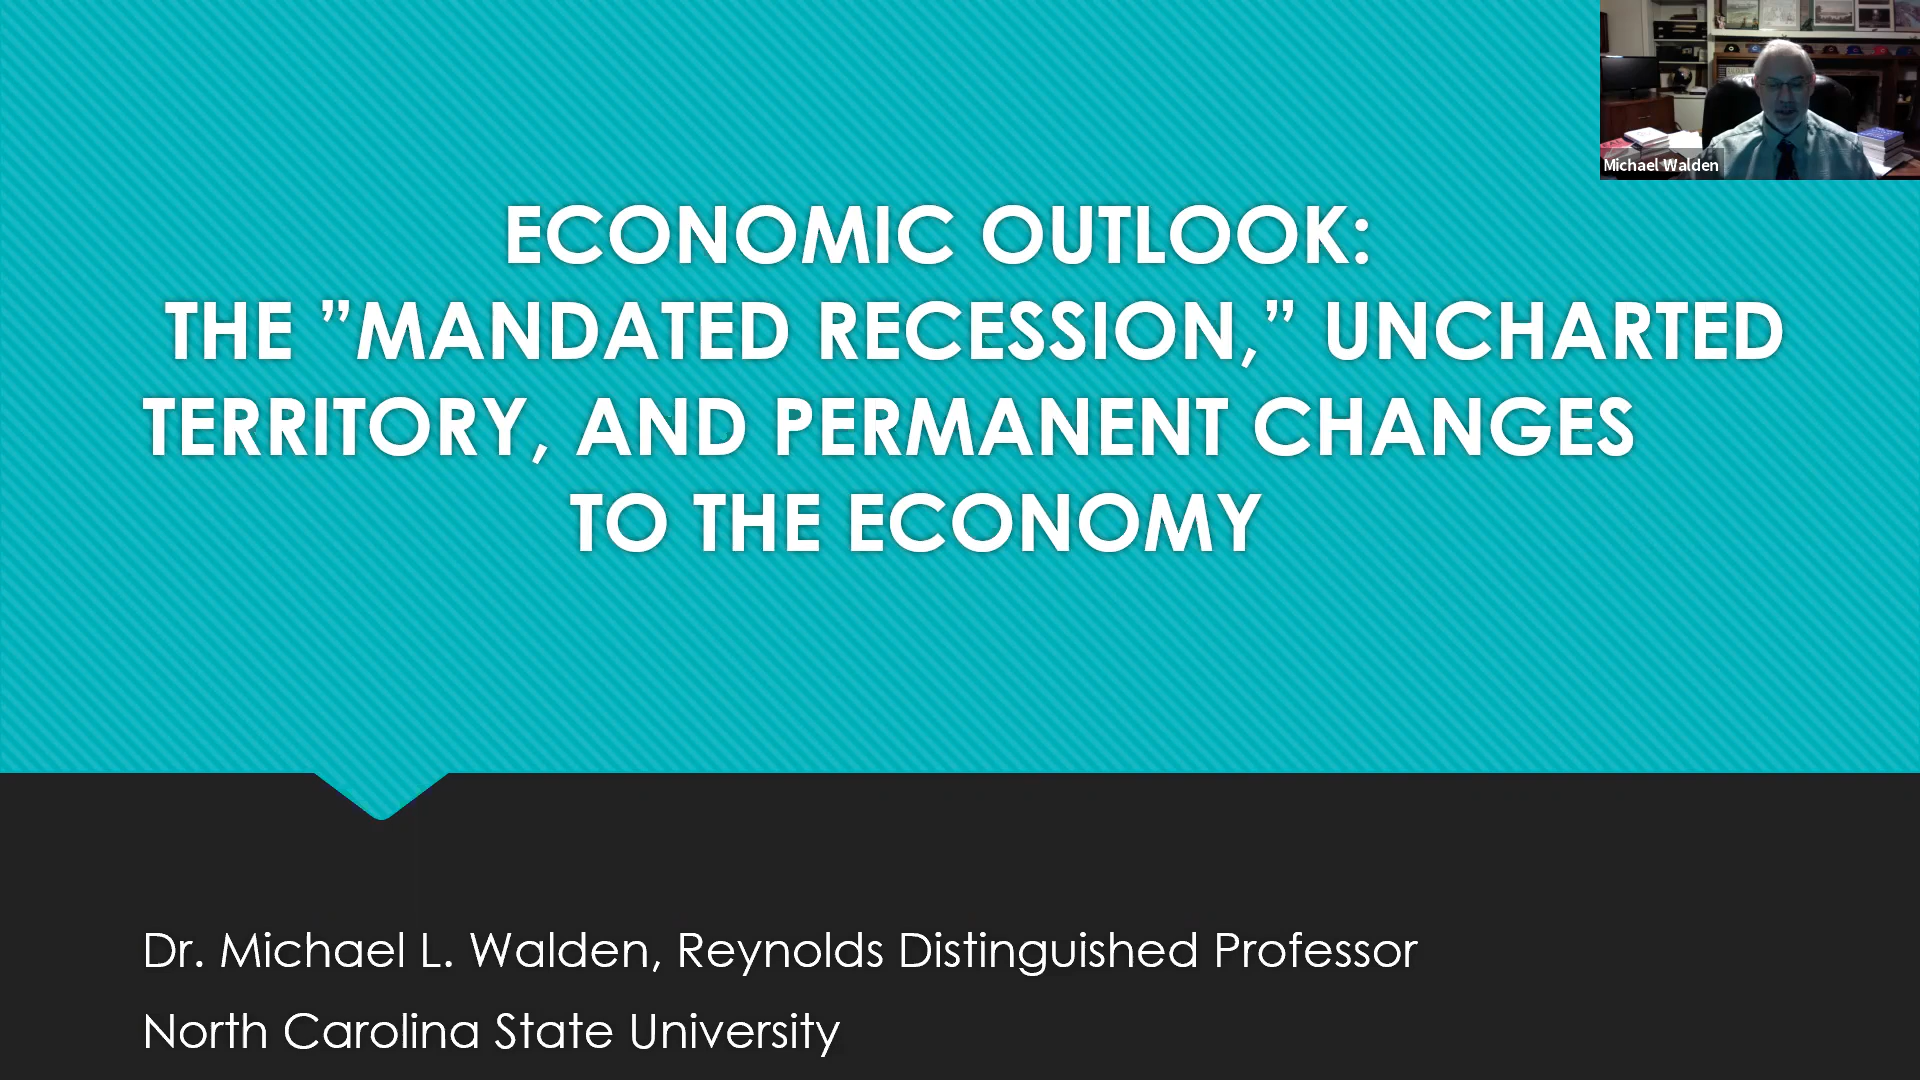 Michael Walden
ECONOMIC OUTLOOK:
THE ”MANDATED RECESSION,” UNCHARTED
TERRITORY, AND PERMANENT CHANGES
TO THE ECONOMY
Dr. Michael L. Walden, Reynolds Distinguished Professor
North Carolina State University